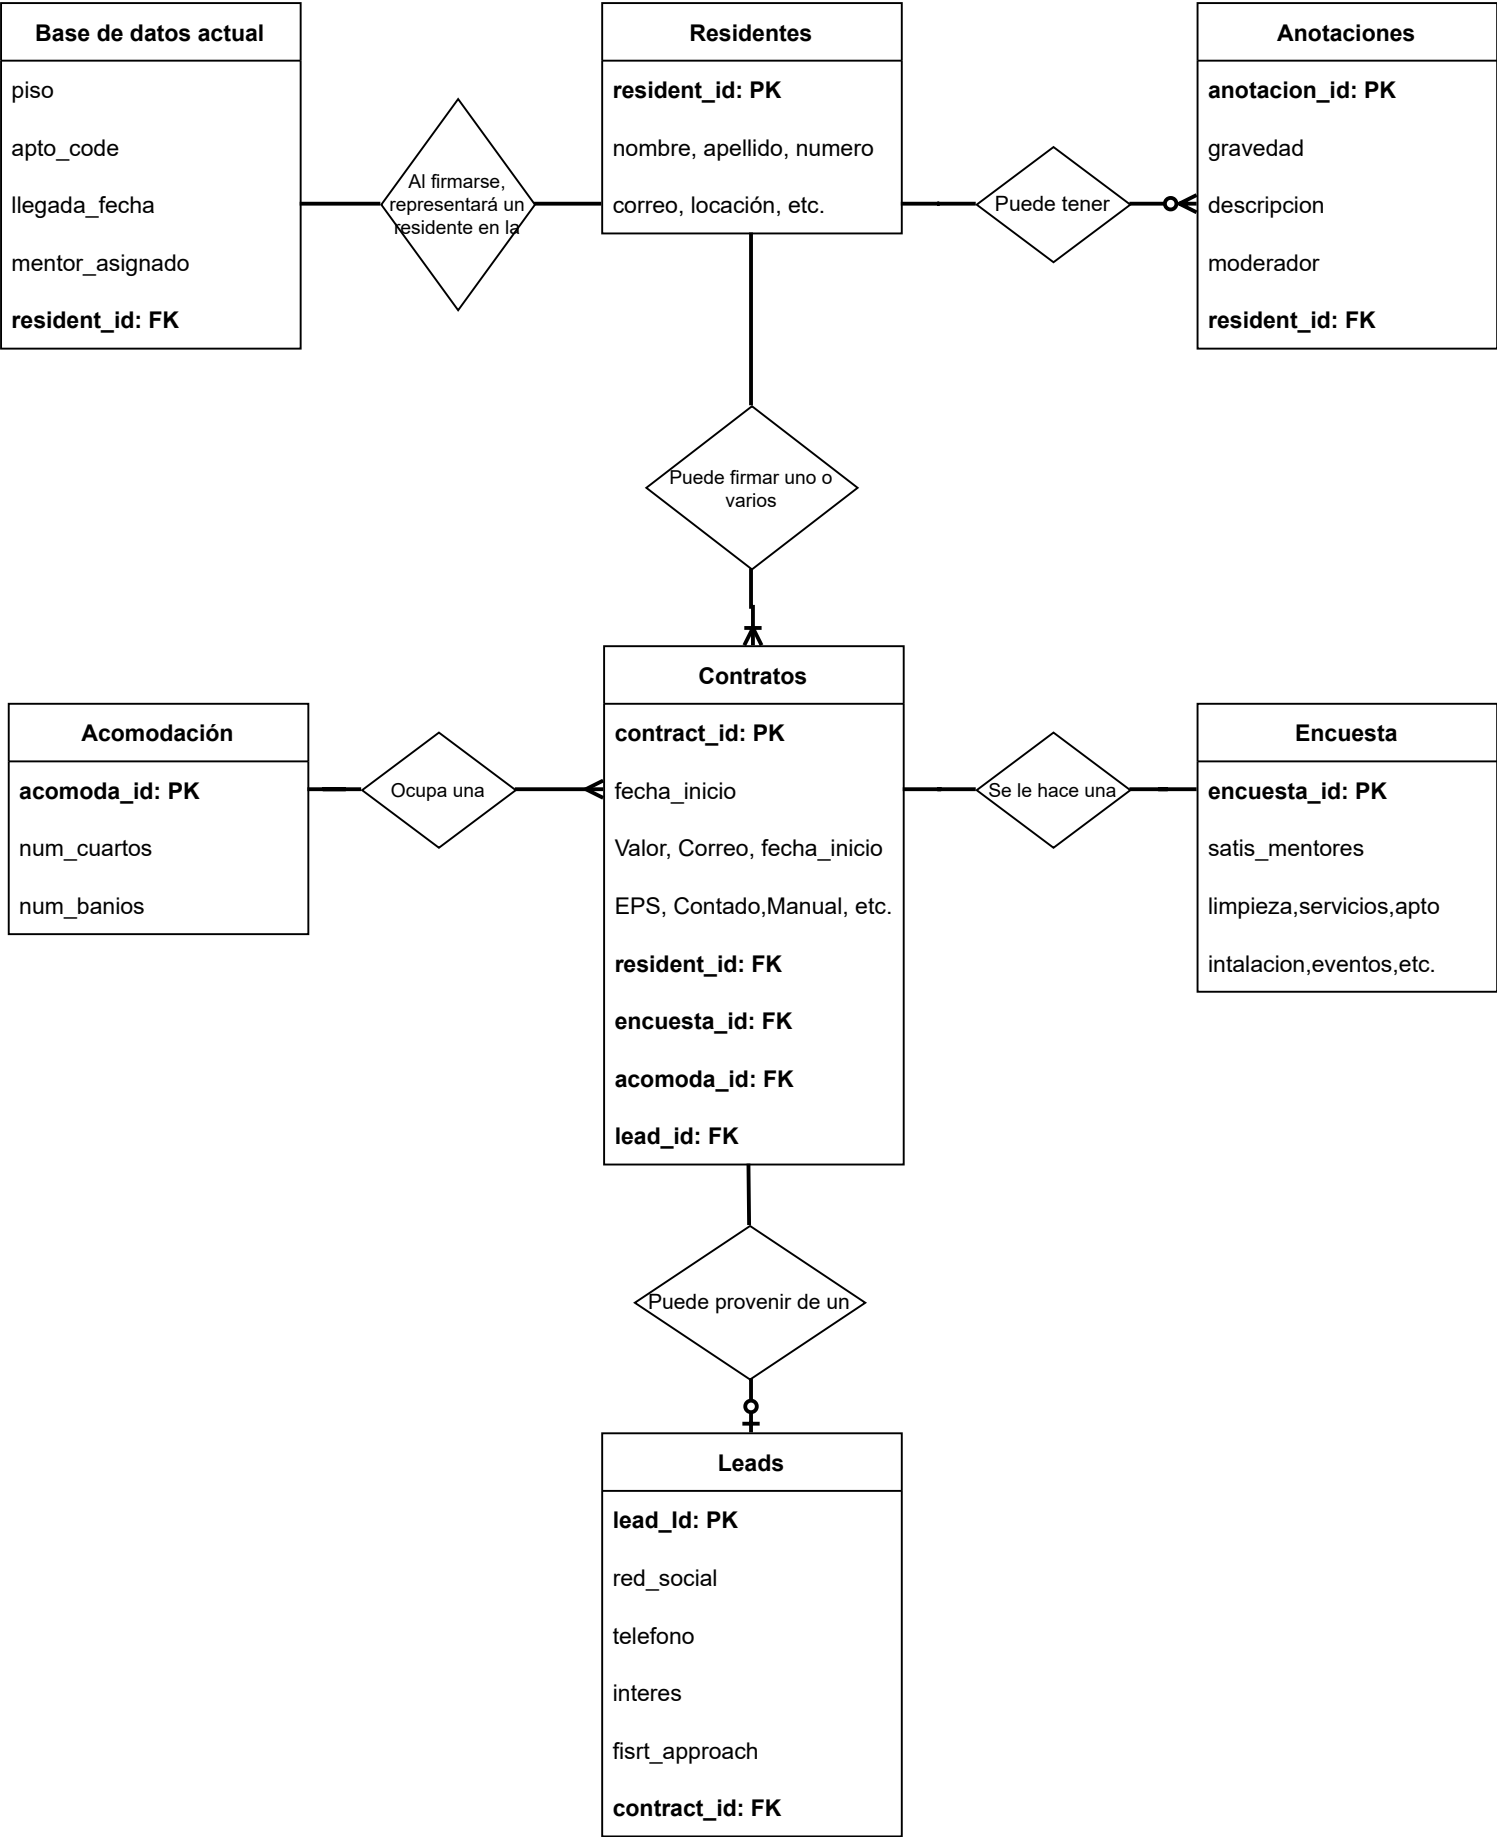 Base de datos actual
piso
apto_code
llegada_fecha
mentor_asignado
resident_id: FK
Al firmarse,
representará un
residente en la
Residentes
resident_id: PK
nombre, apellido, numero
correo, locación, etc.
Puede tener
Anotaciones
anotacion_id: PK
gravedad
descripcion
moderador
resident_id: FK
Puede firmar uno o
varios
Acomodación
acomoda_id: PK
num_cuartos
num_banios
Ocupa una
Contratos
contract_id: PK
fecha_inicio
Valor, Correo, fecha_inicio
EPS, Contado,Manual, etc.
resident_id: FK
encuesta_id: FK
acomoda_id: FK
lead_id: FK
Se le hace una
Encuesta
encuesta_id: PK
satis_mentores
limpieza,servicios,apto
intalacion,eventos,etc.
Puede provenir de un
Leads
lead_Id: PK
red_social
telefono
interes
fisrt_approach
contract_id: FK